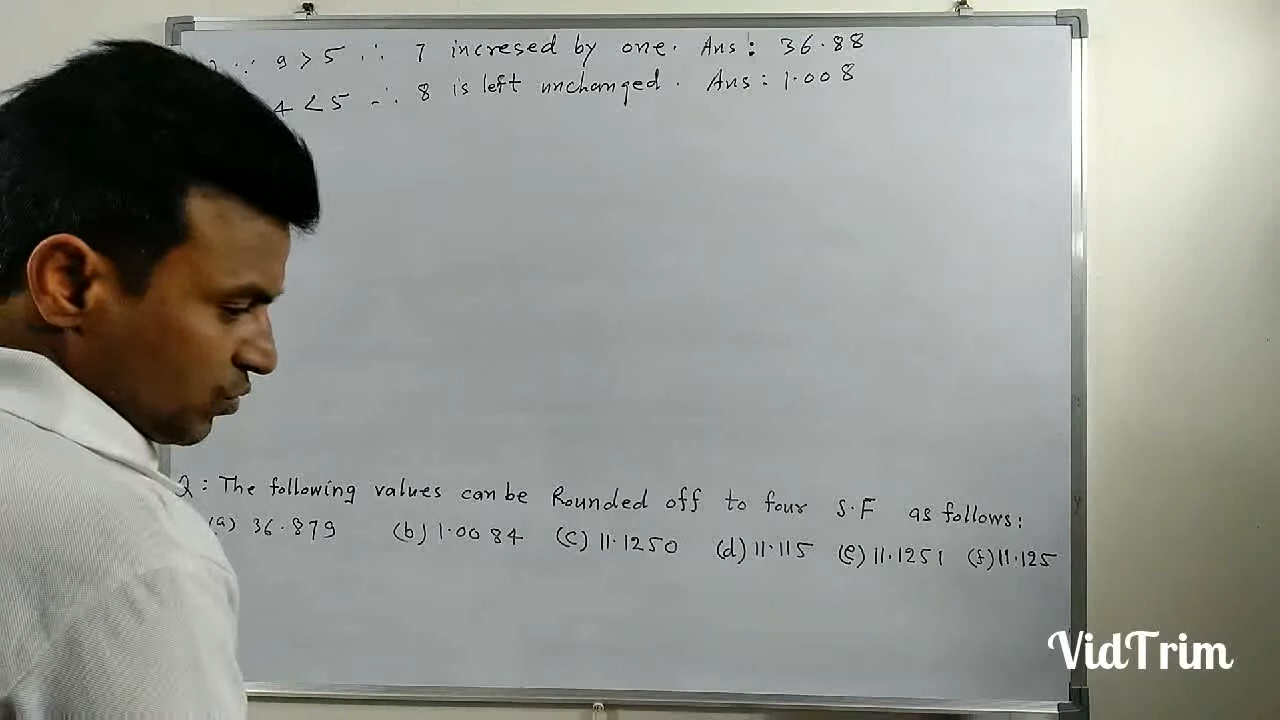 ∵ 9 > 5 ∴ 7 incresed by one. Ans: 36.88
4 < 5 ∴ 8 is left unchanged. Ans: 1.008
Q: The following values can be Rounded off to four S.F as follows:
(a) 36.879 (b) 1.0084 (c) 11.1250 (d) 11.115 (e) 11.1251 (f) 11.125
VidTrim